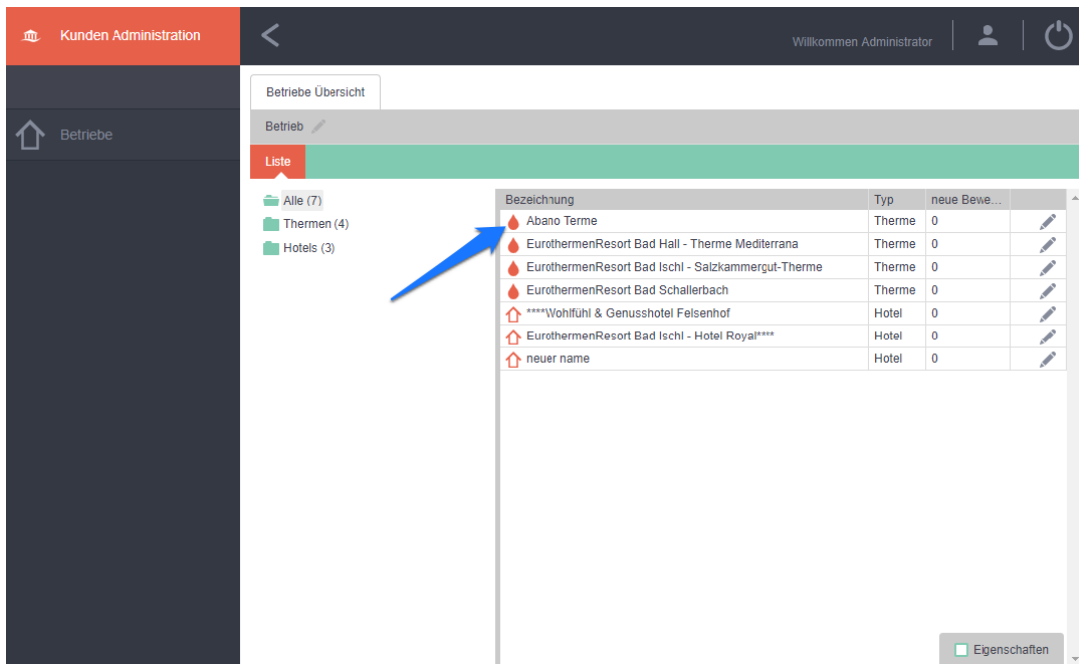 Kunden Administration
Willkommen Administrator
Betriebe
Betriebe Übersicht
Betrieb
Liste
Alle (7)
Thermen (4)
Hotels (3)
Bezeichnung Typ neue Bewe...
Abano Terme Therme 0
EurothermenResort Bad Hall - Therme Mediterrana Therme 0
EurothermenResort Bad Ischl - Salzkammergut-Therme Therme 0
EurothermenResort Bad Schallerbach Therme 0
****Wohlfühl & Genusshotel Felsenhof Hotel 0
EurothermenResort Bad Ischl - Hotel Royal**** Hotel 0
neuer name Hotel 0
Eigenschaften